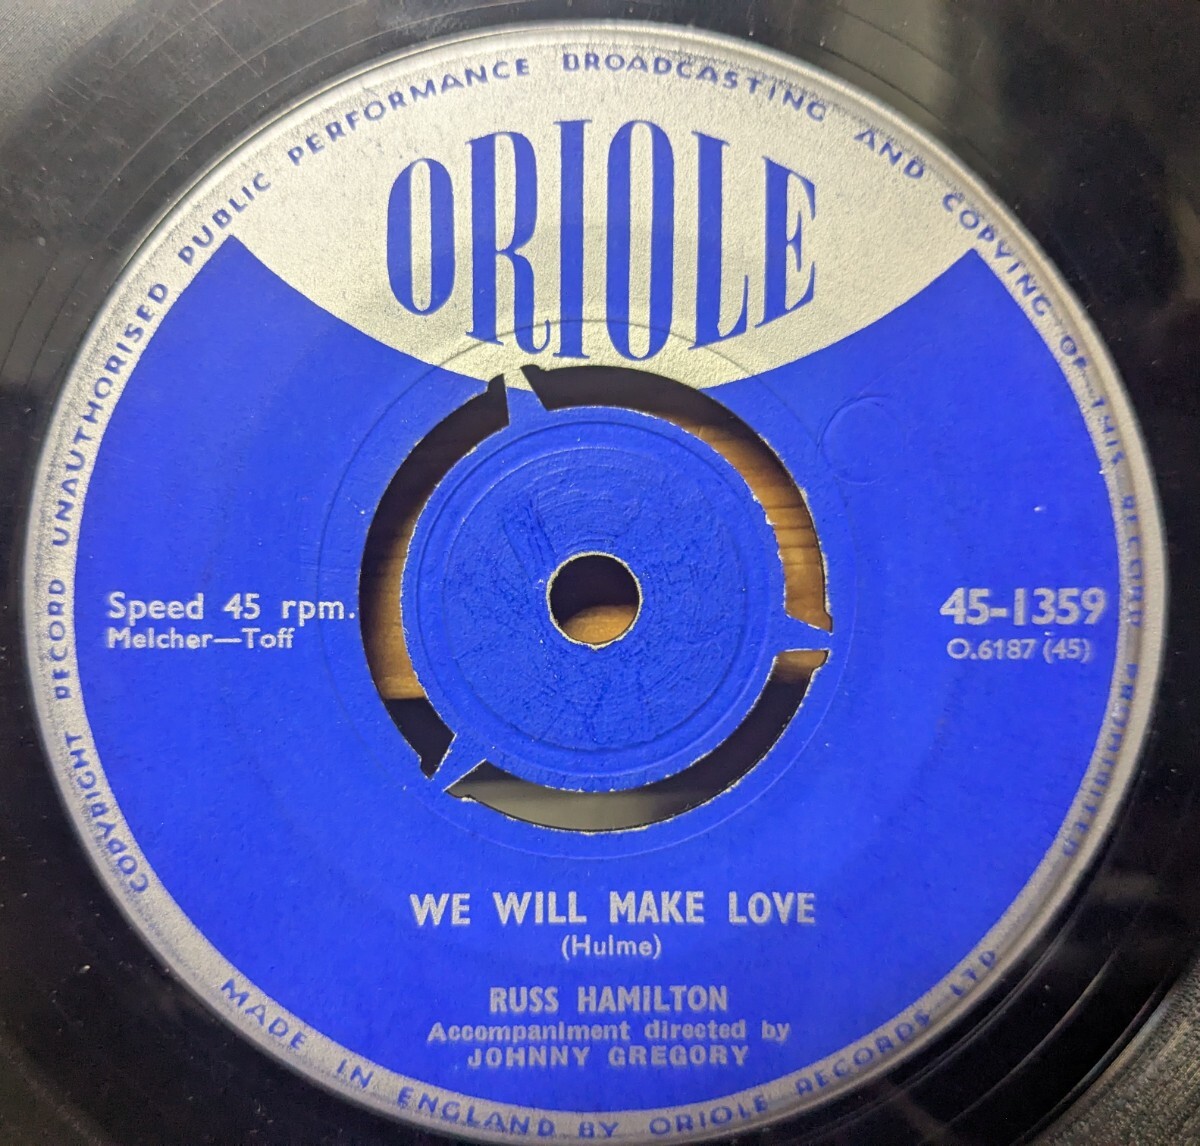 COPYRIGHT RECORD UNAUTHORISED PUBLIC PERFORMANCE BROADCASTING AND COPYING OF THIS RECORD PROHIBITED
ORIOLE
Speed 45 rpm.
Melcher—Toff
45-1359
O.6187 (45)
WE WILL MAKE LOVE
(Hulme)
RUSS HAMILTON
Accompaniment directed by
JOHNNY GREGORY
MADE IN ENGLAND BY ORIOLE RECORDS LTD